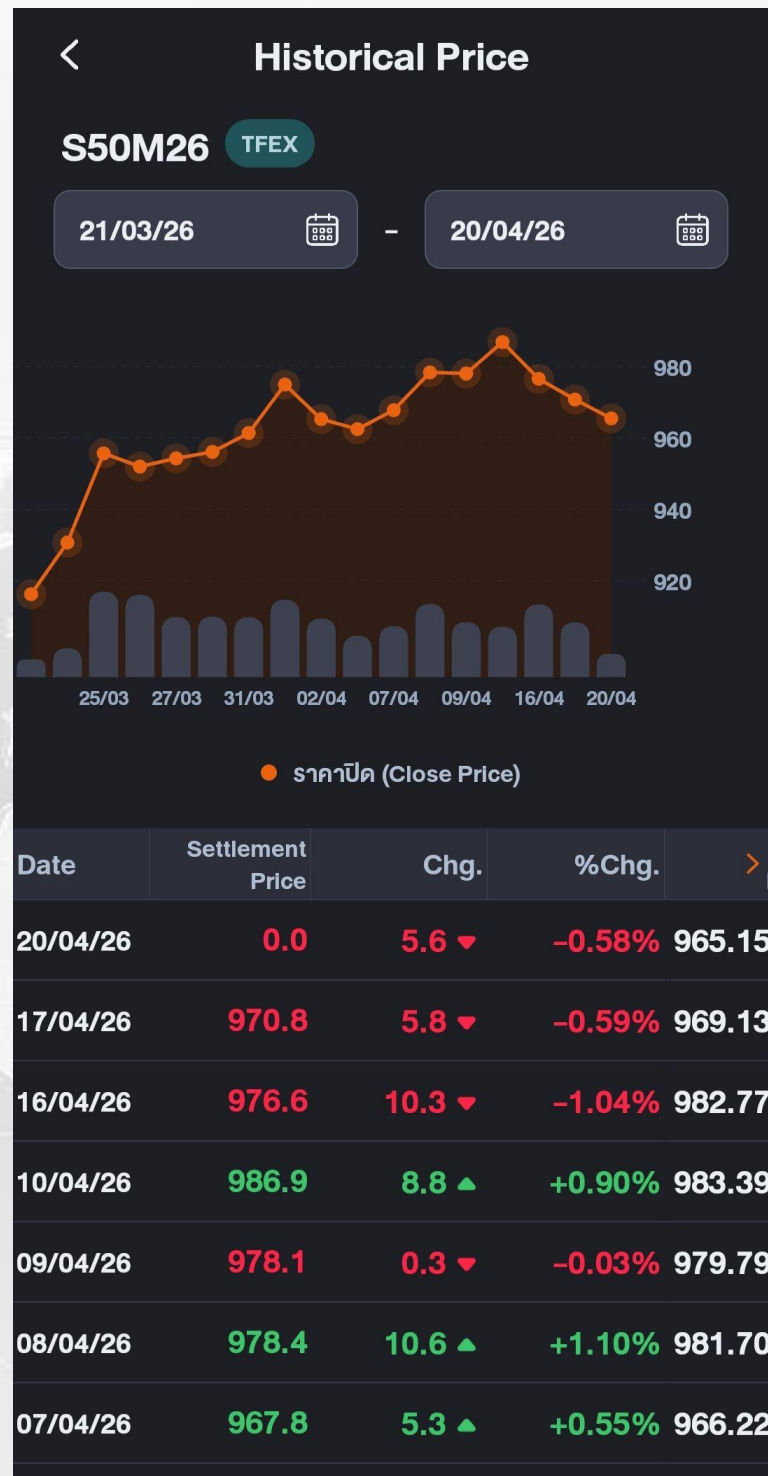 Historical Price
S50M26 TFEX
21/03/26 - 20/04/26
980
960
940
920
25/03 27/03 31/03 02/04 07/04 09/04 16/04 20/04
ราคาปิด (Close Price)
Date Settlement Price Chg. %Chg.
20/04/26 0.0 5.6 -0.58% 965.15
17/04/26 970.8 5.8 -0.59% 969.13
16/04/26 976.6 10.3 -1.04% 982.77
10/04/26 986.9 8.8 +0.90% 983.39
09/04/26 978.1 0.3 -0.03% 979.79
08/04/26 978.4 10.6 +1.10% 981.70
07/04/26 967.8 5.3 +0.55% 966.22